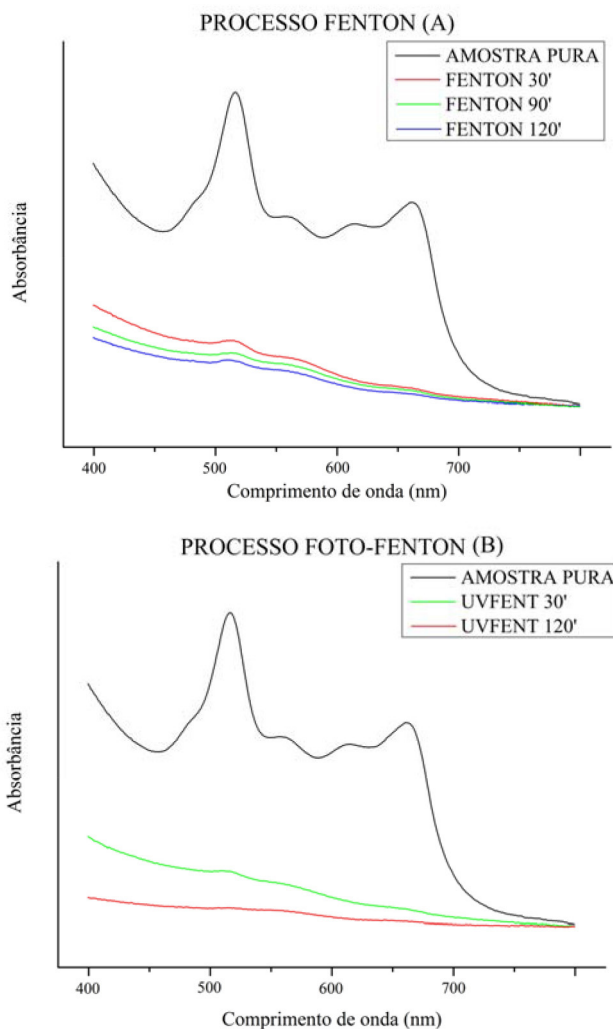 PROCESSO FENTON (A)
AMOSTRA PURA
FENTON 30'
FENTON 90'
FENTON 120'
Absorbância
400 500 600 700
Comprimento de onda (nm)
PROCESSO FOTO-FENTON (B)
AMOSTRA PURA
UVFENT 30'
UVFENT 120'
Absorbância
400 500 600 700
Comprimento de onda (nm)